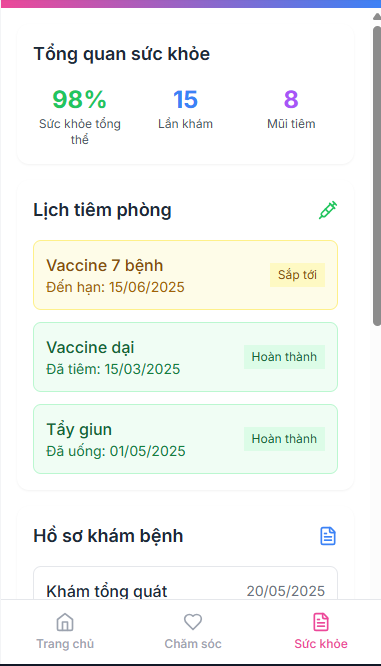 Tổng quan sức khỏe
98%
15
8
Sức khỏe tổng
thể
Lần khám
Mũi tiêm
Lịch tiêm phòng
Vaccine 7 bệnh
Đến hạn: 15/06/2025
Sắp tới
Vaccine dại
Đã tiêm: 15/03/2025
Hoàn thành
Tẩy giun
Đã uống: 01/05/2025
Hoàn thành
Hồ sơ khám bệnh
Khám tổng quát
20/05/2025
Trang chủ
Chăm sóc
Sức khỏe